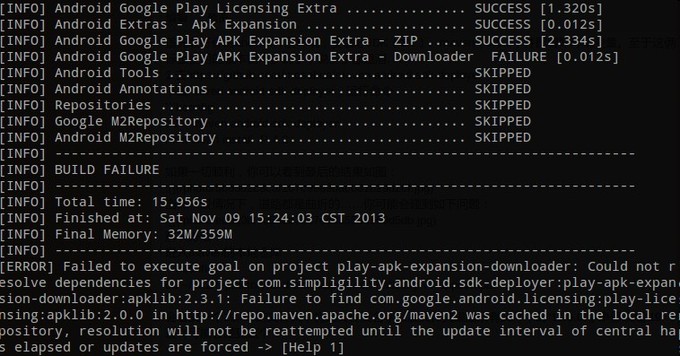 [INFO] Android Google Play Licensing Extra ............... SUCCESS [1.320s]
[INFO] Android Extras - Apk Expansion .................... SUCCESS [0.012s]
[INFO] Google Play APK Expansion Extra - ZIP ..... SUCCESS [2.334s]
[INFO] Android Google Play APK Expansion Extra - Downloader  FAILURE [0.012s]
[INFO] Android Tools ..................................... SKIPPED
[INFO] Android Annotations ............................... SKIPPED
[INFO] Repositories ...................................... SKIPPED
[INFO] Google M2Repository ............................... SKIPPED
[INFO] Android M2Repository .............................. SKIPPED
[INFO] ------------------------------------------------------------------------
[INFO] BUILD FAILURE
[INFO] ------------------------------------------------------------------------
[INFO] Total time: 15.956s
[INFO] Finished at: Sat Nov 09 15:24:03 CST 2013
[INFO] Final Memory: 32M/359M
[INFO] ------------------------------------------------------------------------
[ERROR] Failed to execute goal on project play-apk-expansion-downloader: Could not r
esolve dependencies for project com.simpligility.android.sdk-deployer:play-apk-expan
sion-downloader:apklib:2.3.1: Failure to find com.google.android.licensing:play-lice
nsing:apklib:2.0.0 in http://repo.maven.apache.org/maven2 was cached in the local re
pository, resolution will not be reattempted until the update interval of central ha
s elapsed or updates are forced -> [Help 1]